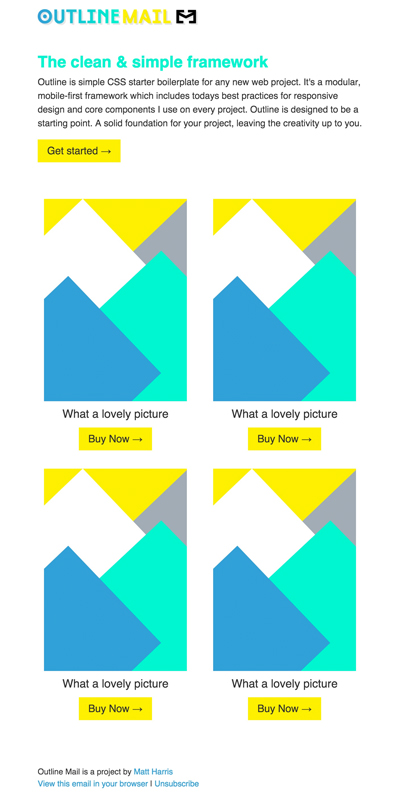 OUTLINEMAIL
The clean & simple framework
Outline is simple CSS starter boilerplate for any new web project. It's a modular,
mobile-first framework which includes todays best practices for responsive
design and core components I use on every project. Outline is designed to be a
starting point. A solid foundation for your project, leaving the creativity up to you.
Get started →
What a lovely picture
What a lovely picture
Buy Now →
Buy Now →
What a lovely picture
What a lovely picture
Buy Now →
Buy Now →
Outline Mail is a project by Matt Harris
View this email in your browser | Unsubscribe